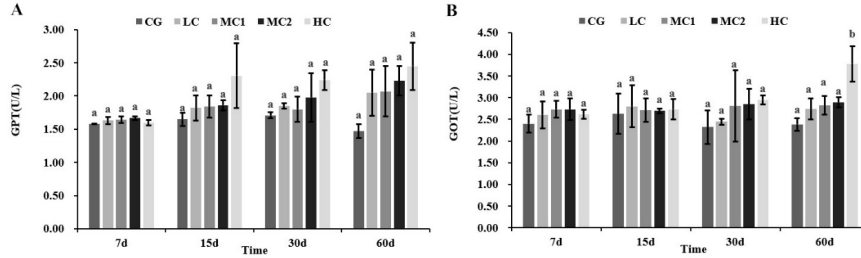 A
CG LC MC1 MC2 HC
GPT(U/L)
3.00
2.50
2.00
1.50
1.00
0.50
0.00
a a a a a
a a a a a
a a a a a
a a a a a
7d 15d 30d 60d
Time
B
CG LC MC1 MC2 HC
GOT(U/L)
4.50
4.00
3.50
3.00
2.50
2.00
1.50
1.00
0.50
0.00
a a a a a
a a a a a
a a a a a
a a a a b
7d 15d 30d 60d
Time